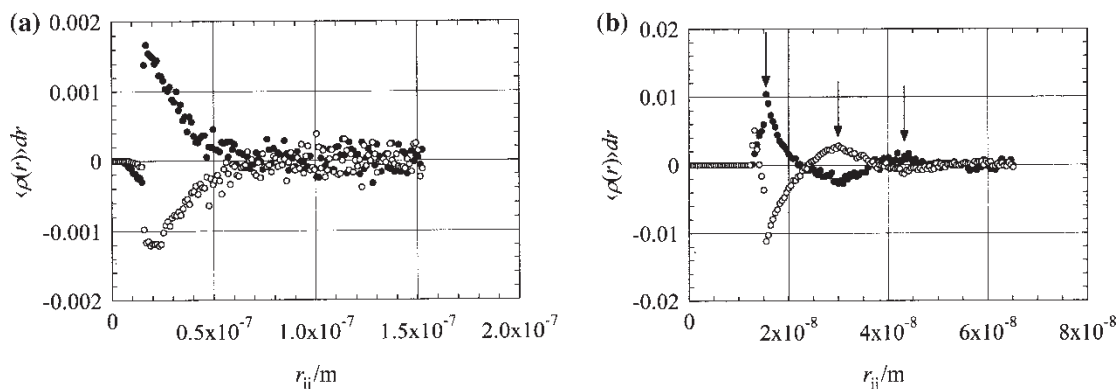 (a)
‹ρ(r)›dr
0.002
0.001
0
-0.001
-0.002
0
0.5x10⁻⁷
1.0x10⁻⁷
1.5x10⁻⁷
2.0x10⁻⁷
r_ij/m
(b)
‹ρ(r)›dr
0.02
0.01
0
-0.01
-0.02
0
2x10⁻⁸
4x10⁻⁸
6x10⁻⁸
8x10⁻⁸
r_ij/m